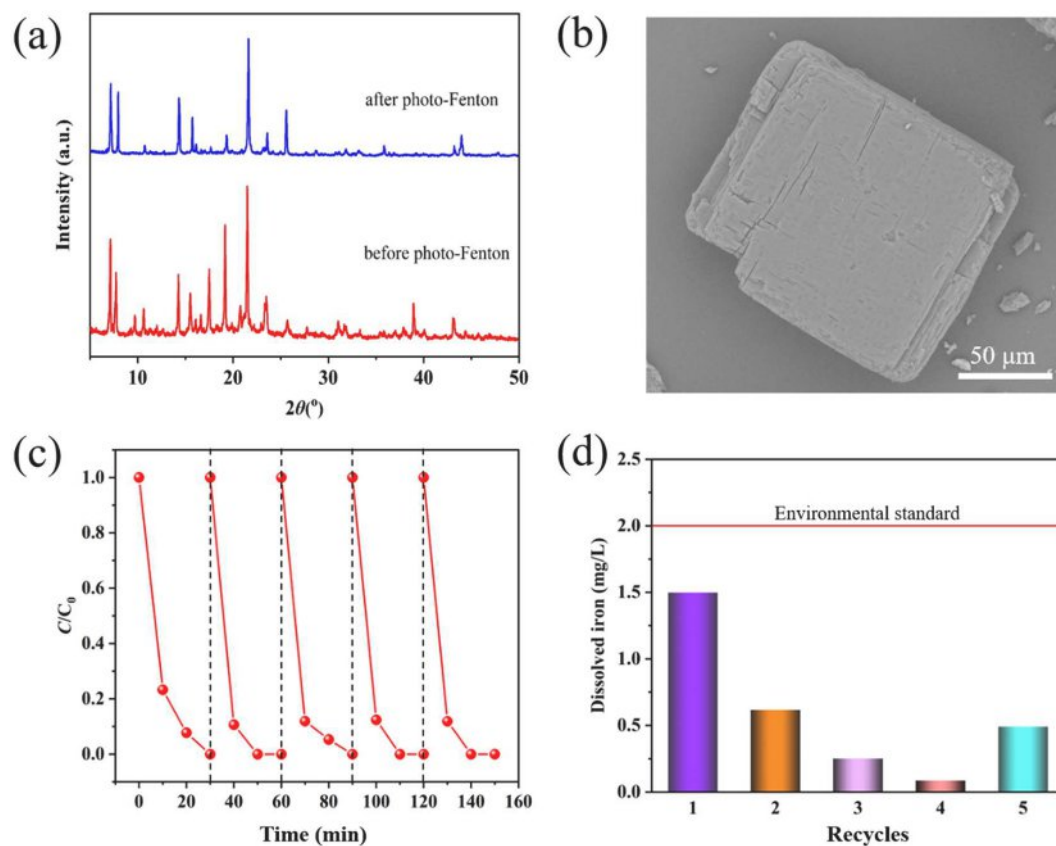 (a)
after photo-Fenton
before photo-Fenton
Intensity (a.u.)
10 20 30 40 50
2θ(°)
(b)
50 μm
(c)
1.0
0.8
0.6
0.4
0.2
0.0
C/C₀
0 20 40 60 80 100 120 140 160
Time (min)
(d)
2.5
2.0
1.5
1.0
0.5
0.0
Environmental standard
Dissolved iron (mg/L)
1 2 3 4 5
Recycles